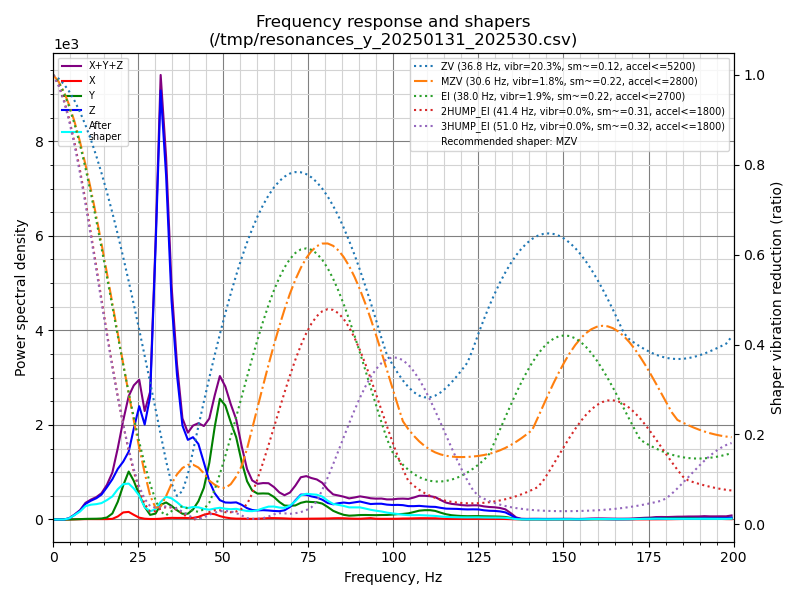 Frequency response and shapers
(/tmp/resonances_y_20250131_202530.csv)
1e3
X+Y+Z
X
Y
Z
After
shaper
ZV (36.8 Hz, vibr=20.3%, sm~=0.12, accel<=5200)
MZV (30.6 Hz, vibr=1.8%, sm~=0.22, accel<=2800)
EI (38.0 Hz, vibr=1.9%, sm~=0.22, accel<=2700)
2HUMP_EI (41.4 Hz, vibr=0.0%, sm~=0.31, accel<=1800)
3HUMP_EI (51.0 Hz, vibr=0.0%, sm~=0.32, accel<=1800)
Recommended shaper: MZV
Power spectral density
8
6
4
2
0
1.0
0.8
0.6
0.4
0.2
0.0
Shaper vibration reduction (ratio)
0 25 50 75 100 125 150 175 200
Frequency, Hz